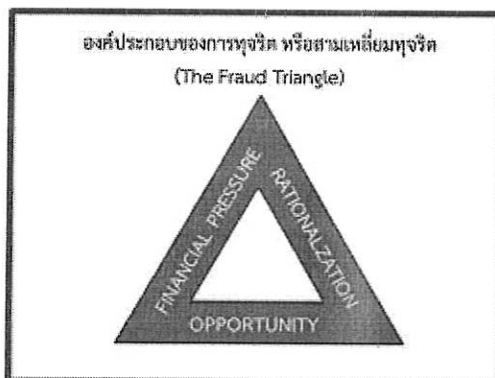 องค์ประกอบของการทุจริต หรือสามเหลี่ยมทุจริต
(The Fraud Triangle)
FINANCIAL PRESSURE
RATIONALZATION
OPPORTUNITY